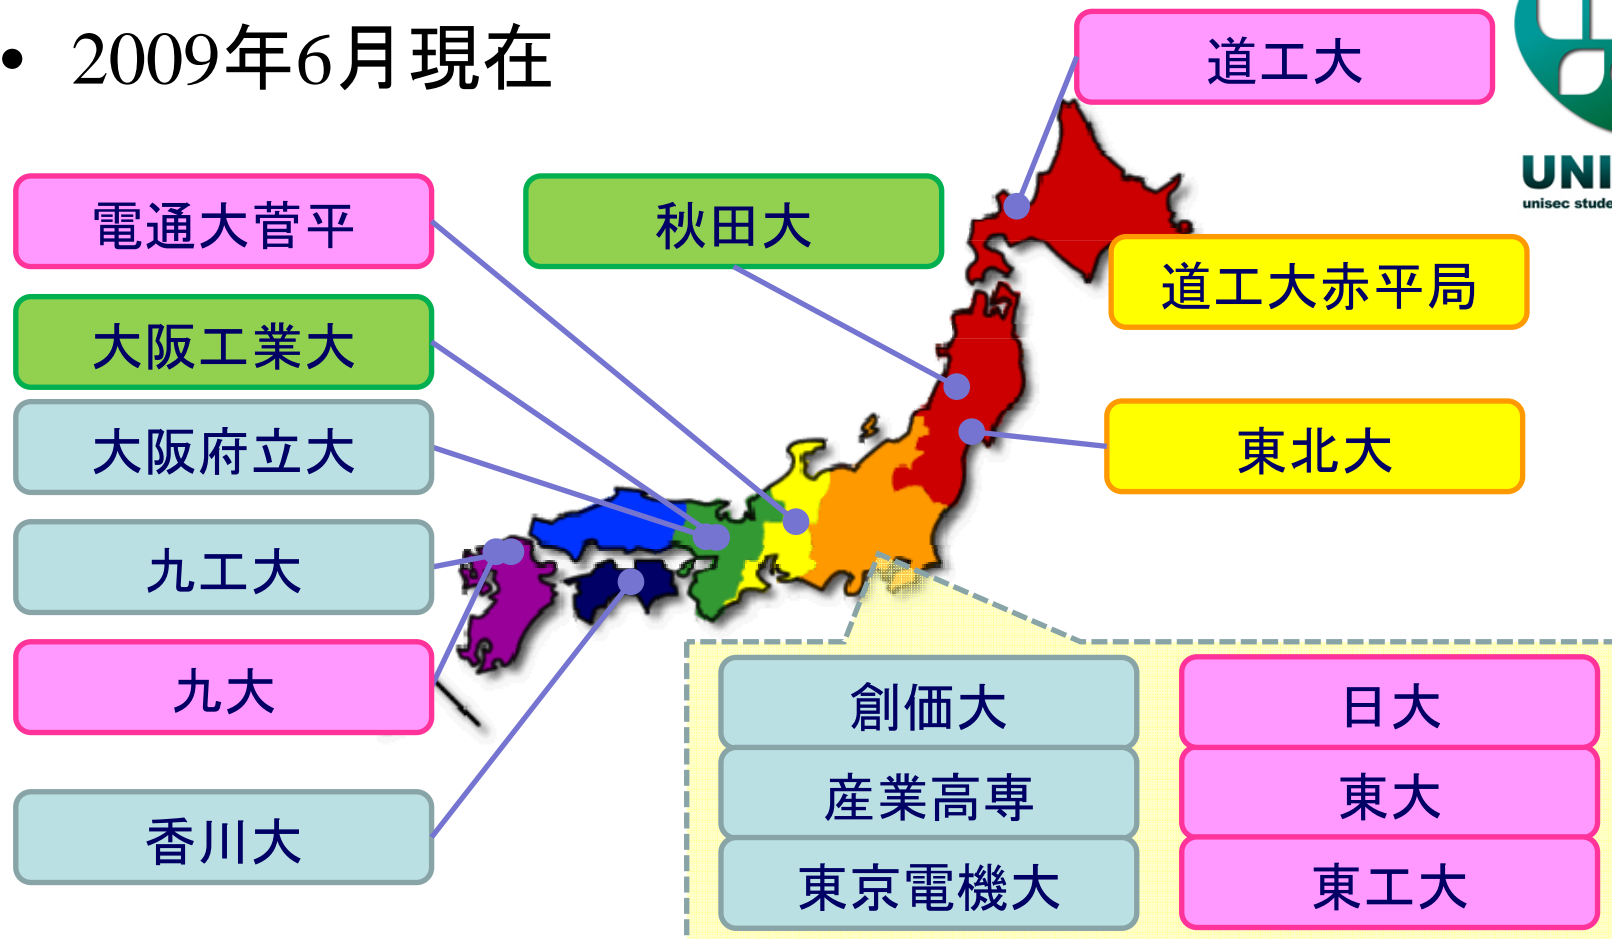 • 2009年6月現在
道工大
UNI
unisec stude
電通大菅平
秋田大
道工大赤平局
大阪工業大
東北大
大阪府立大
九工大
九大
香川大
創価大
日大
産業高専
東大
東京電機大
東工大